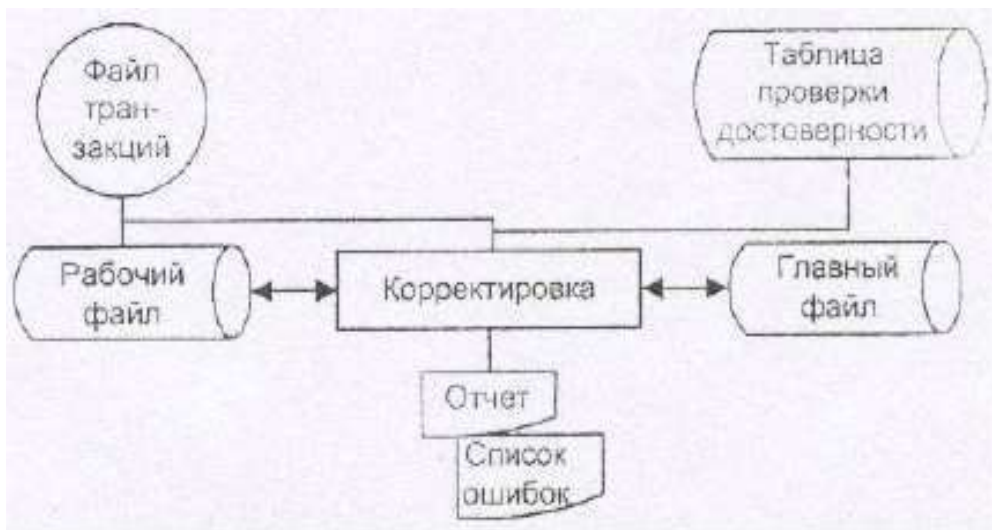 Файл
тран-
закций
Таблица
проверки
достоверности
Рабочий
файл
Корректировка
Главный
файл
Отчет
Список
ошибок